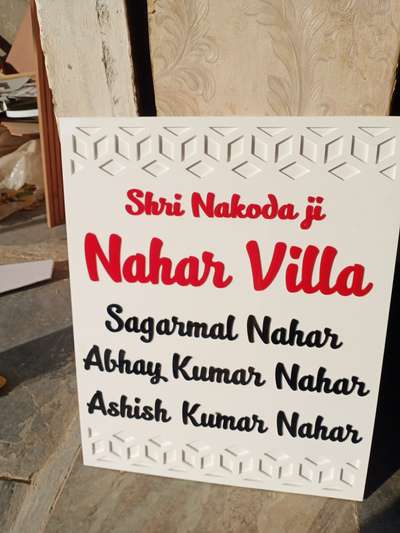 Shri Nakoda ji
Nahar Villa
Sagarmal Nahar
Abhay Kumar Nahar
Ashish Kumar Nahar